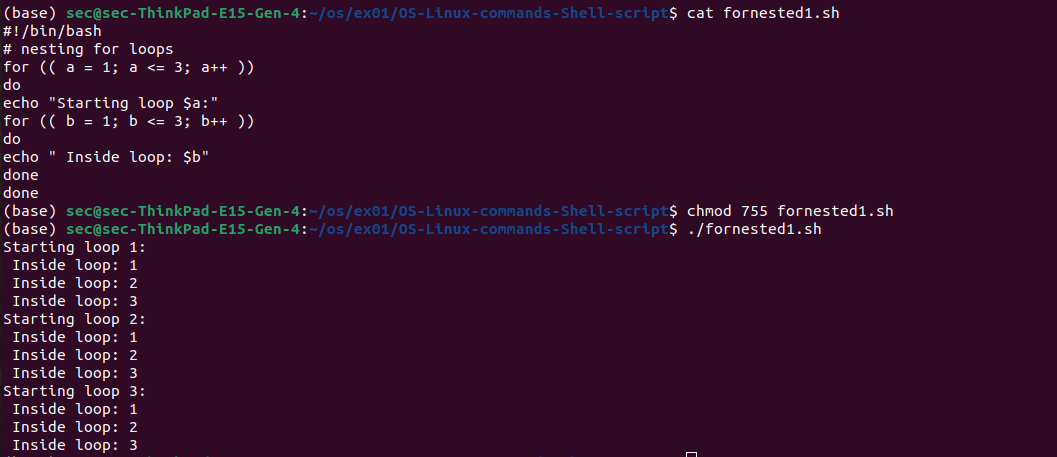 (base) sec@sec-ThinkPad-E15-Gen-4:~/os/ex01/OS-Linux-commands-Shell-script$ cat fornested1.sh
#!/bin/bash
# nesting for loops
for (( a = 1; a <= 3; a++ ))
do
echo "Starting loop $a:"
for (( b = 1; b <= 3; b++ ))
do
echo " Inside loop: $b"
done
done
(base) sec@sec-ThinkPad-E15-Gen-4:~/os/ex01/OS-Linux-commands-Shell-script$ chmod 755 fornested1.sh
(base) sec@sec-ThinkPad-E15-Gen-4:~/os/ex01/OS-Linux-commands-Shell-script$ ./fornested1.sh
Starting loop 1:
 Inside loop: 1
 Inside loop: 2
 Inside loop: 3
Starting loop 2:
 Inside loop: 1
 Inside loop: 2
 Inside loop: 3
Starting loop 3:
 Inside loop: 1
 Inside loop: 2
 Inside loop: 3